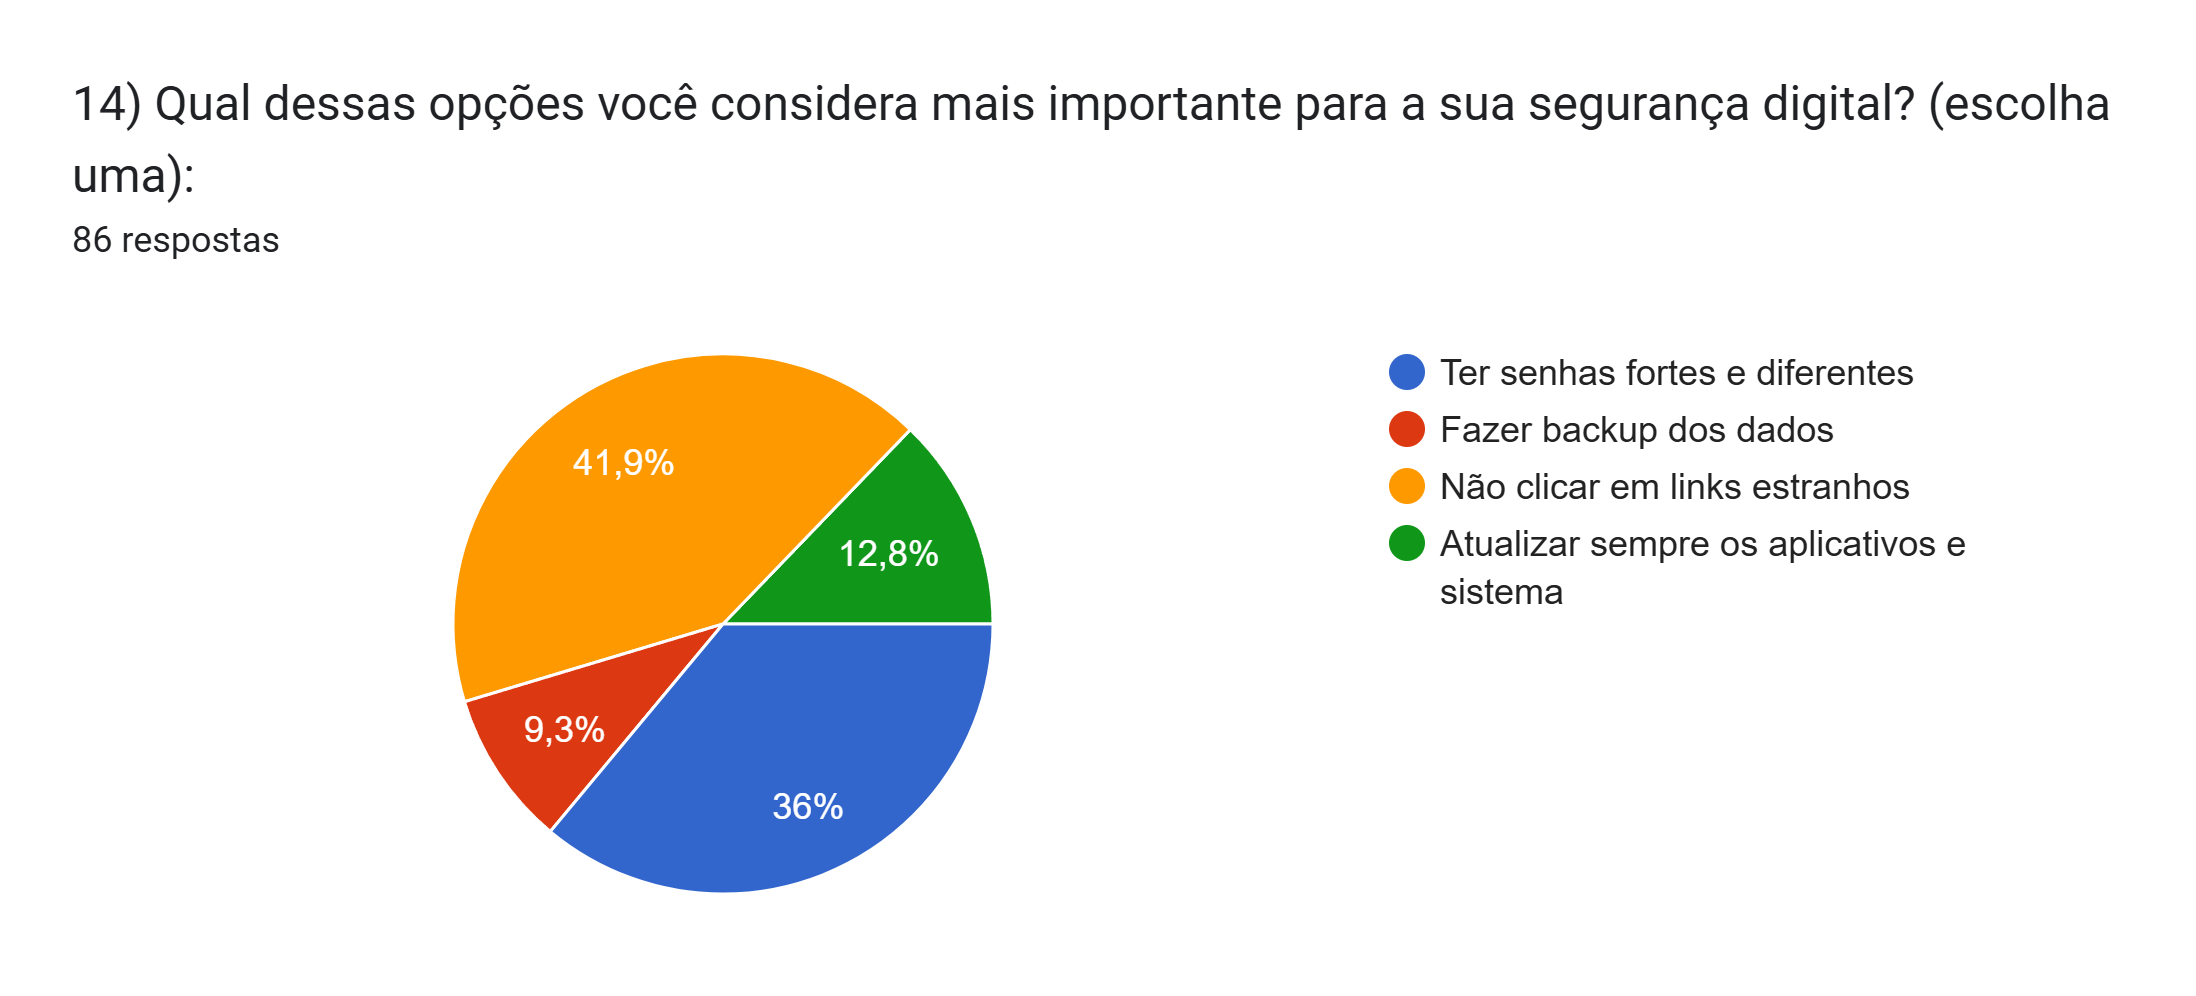 14) Qual dessas opções você considera mais importante para a sua segurança digital? (escolha
uma):
86 respostas
41,9%
12,8%
9,3%
36%
Ter senhas fortes e diferentes
Fazer backup dos dados
Não clicar em links estranhos
Atualizar sempre os aplicativos e
sistema